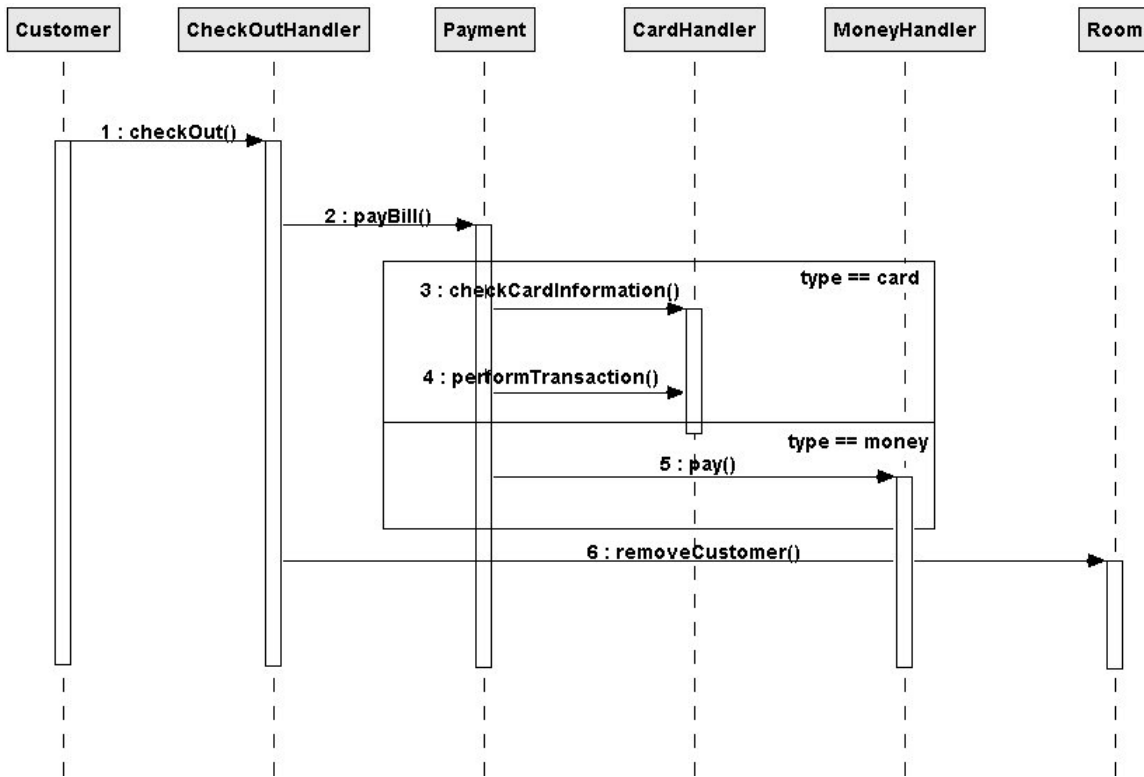 Customer
CheckOutHandler
Payment
CardHandler
MoneyHandler
Room
1 : checkOut()
2 : payBill()
type == card
3 : checkCardInformation()
4 : performTransaction()
type == money
5 : pay()
6 : removeCustomer()